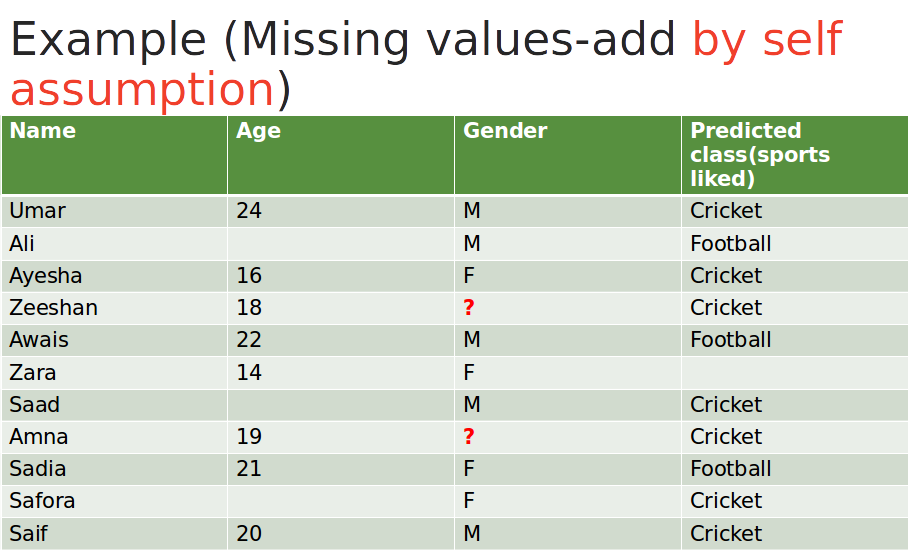 Example (Missing values-add by self
assumption)
Name Age Gender Predicted
class(sports
liked)
Umar 24 M Cricket
Ali M Football
Ayesha 16 F Cricket
Zeeshan 18 ? Cricket
Awais 22 M Football
Zara 14 F
Saad M Cricket
Amna 19 ? Cricket
Sadia 21 F Football
Safora F Cricket
Saif 20 M Cricket